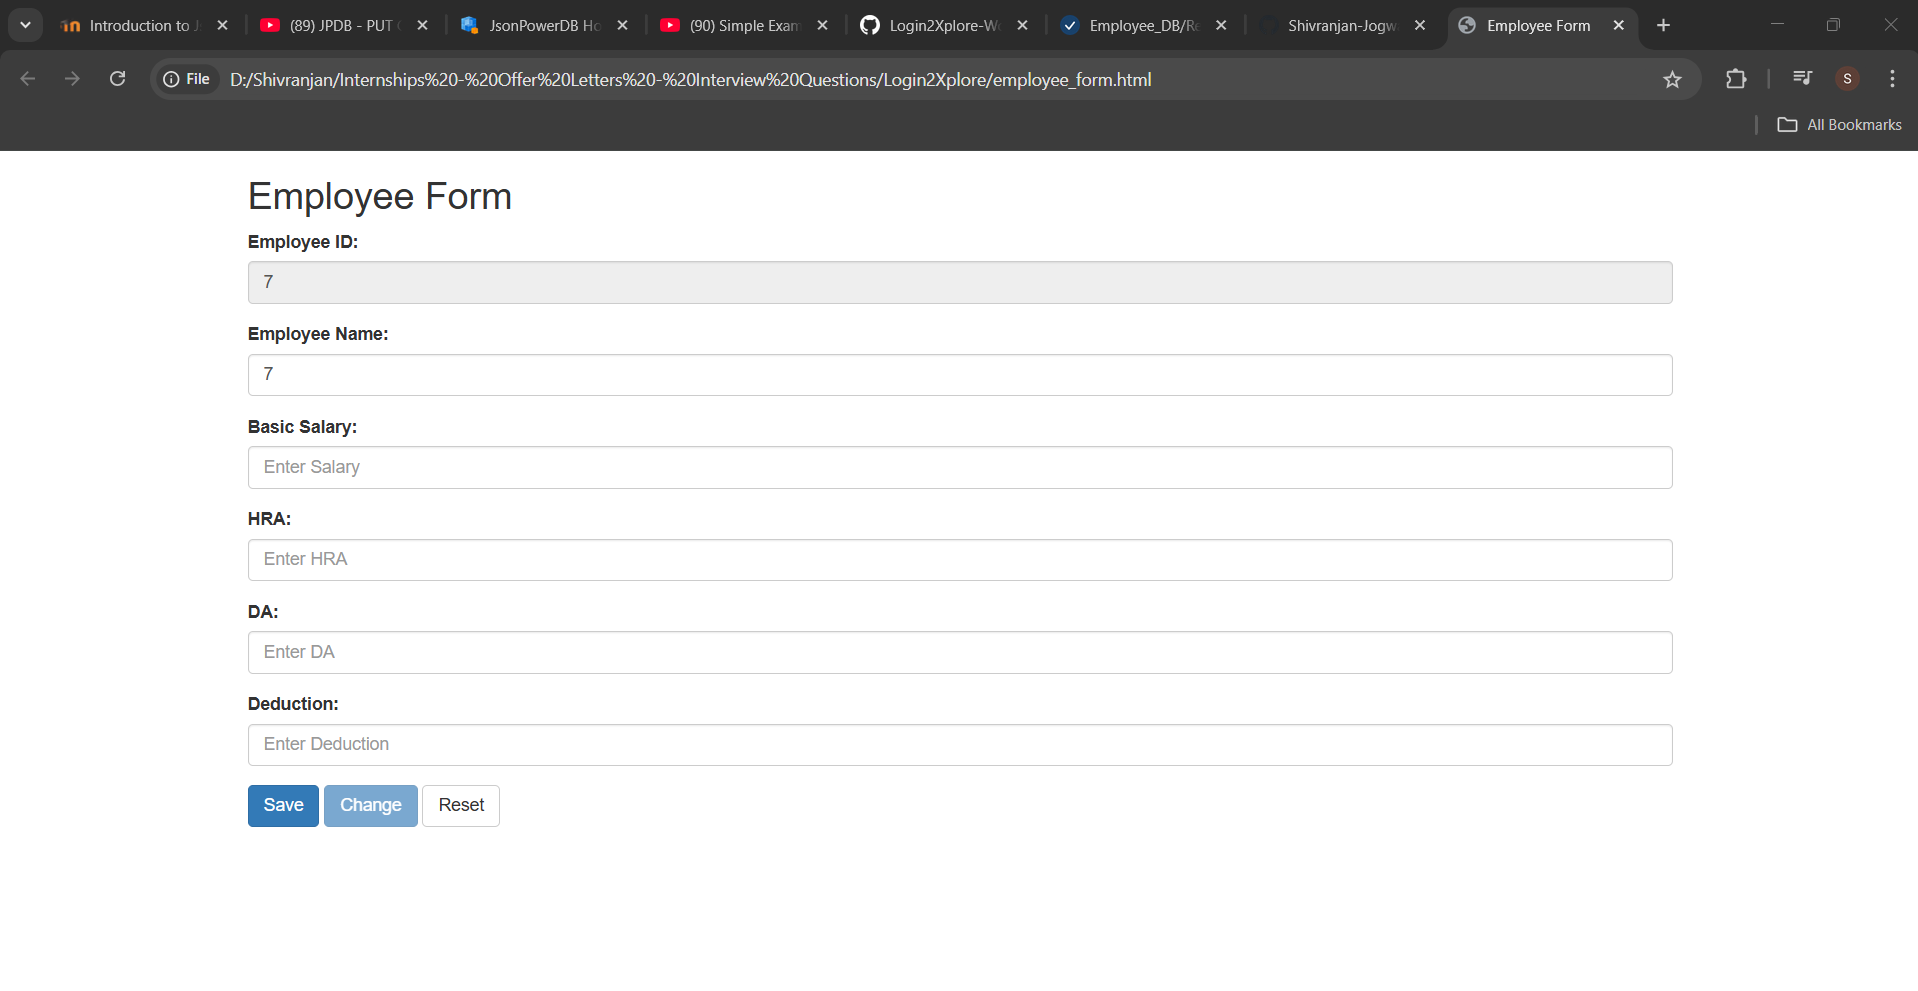 Introduction to J
(89) JPDB - PUT
JsonPowerDB Ho
(90) Simple Exam
Login2Xplore-W
Employee_DB/Re
Shivranjan-Jogw
Employee Form
File
D:/Shivranjan/Internships%20-%20Offer%20Letters%20-%20Interview%20Questions/Login2Xplore/employee_form.html
S
All Bookmarks
Employee Form
Employee ID:
7
Employee Name:
7
Basic Salary:
Enter Salary
HRA:
Enter HRA
DA:
Enter DA
Deduction:
Enter Deduction
Save Change Reset